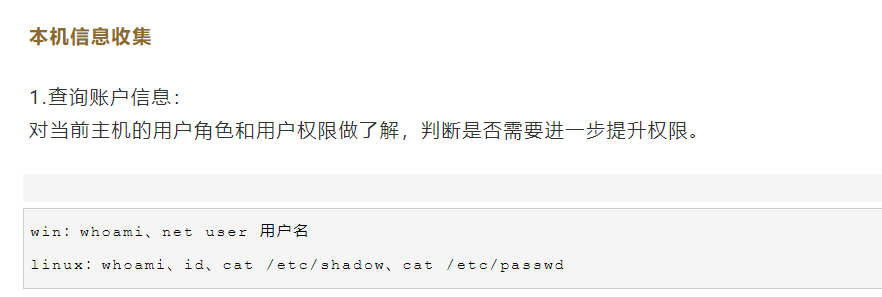 本机信息收集
1.查询账户信息：
对当前主机的用户角色和用户权限做了解，判断是否需要进一步提升权限。
win：whoami、net user 用户名
linux：whoami、id、cat /etc/shadow、cat /etc/passwd